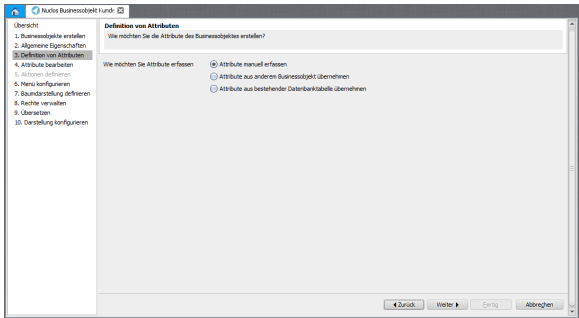 Nuclos Businessobjekt Kunde
Übersicht
1. Businessobjekte erstellen
2. Allgemeine Eigenschaften
3. Definition von Attributen
4. Attribute bearbeiten
5. Aktionen definieren
6. Menü konfigurieren
7. Baumdarstellung definieren
8. Rechte verwalten
9. Übersetzen
10. Darstellung konfigurieren
Definition von Attributen
Wie möchten Sie die Attribute des Businessobjektes erstellen?
Wie möchten Sie Attribute erfassen
Attribute manuell erfassen
Attribute aus anderem Businessobjekt übernehmen
Attribute aus bestehender Datenbanktabelle übernehmen
Zurück Weiter Fertig Abbrechen